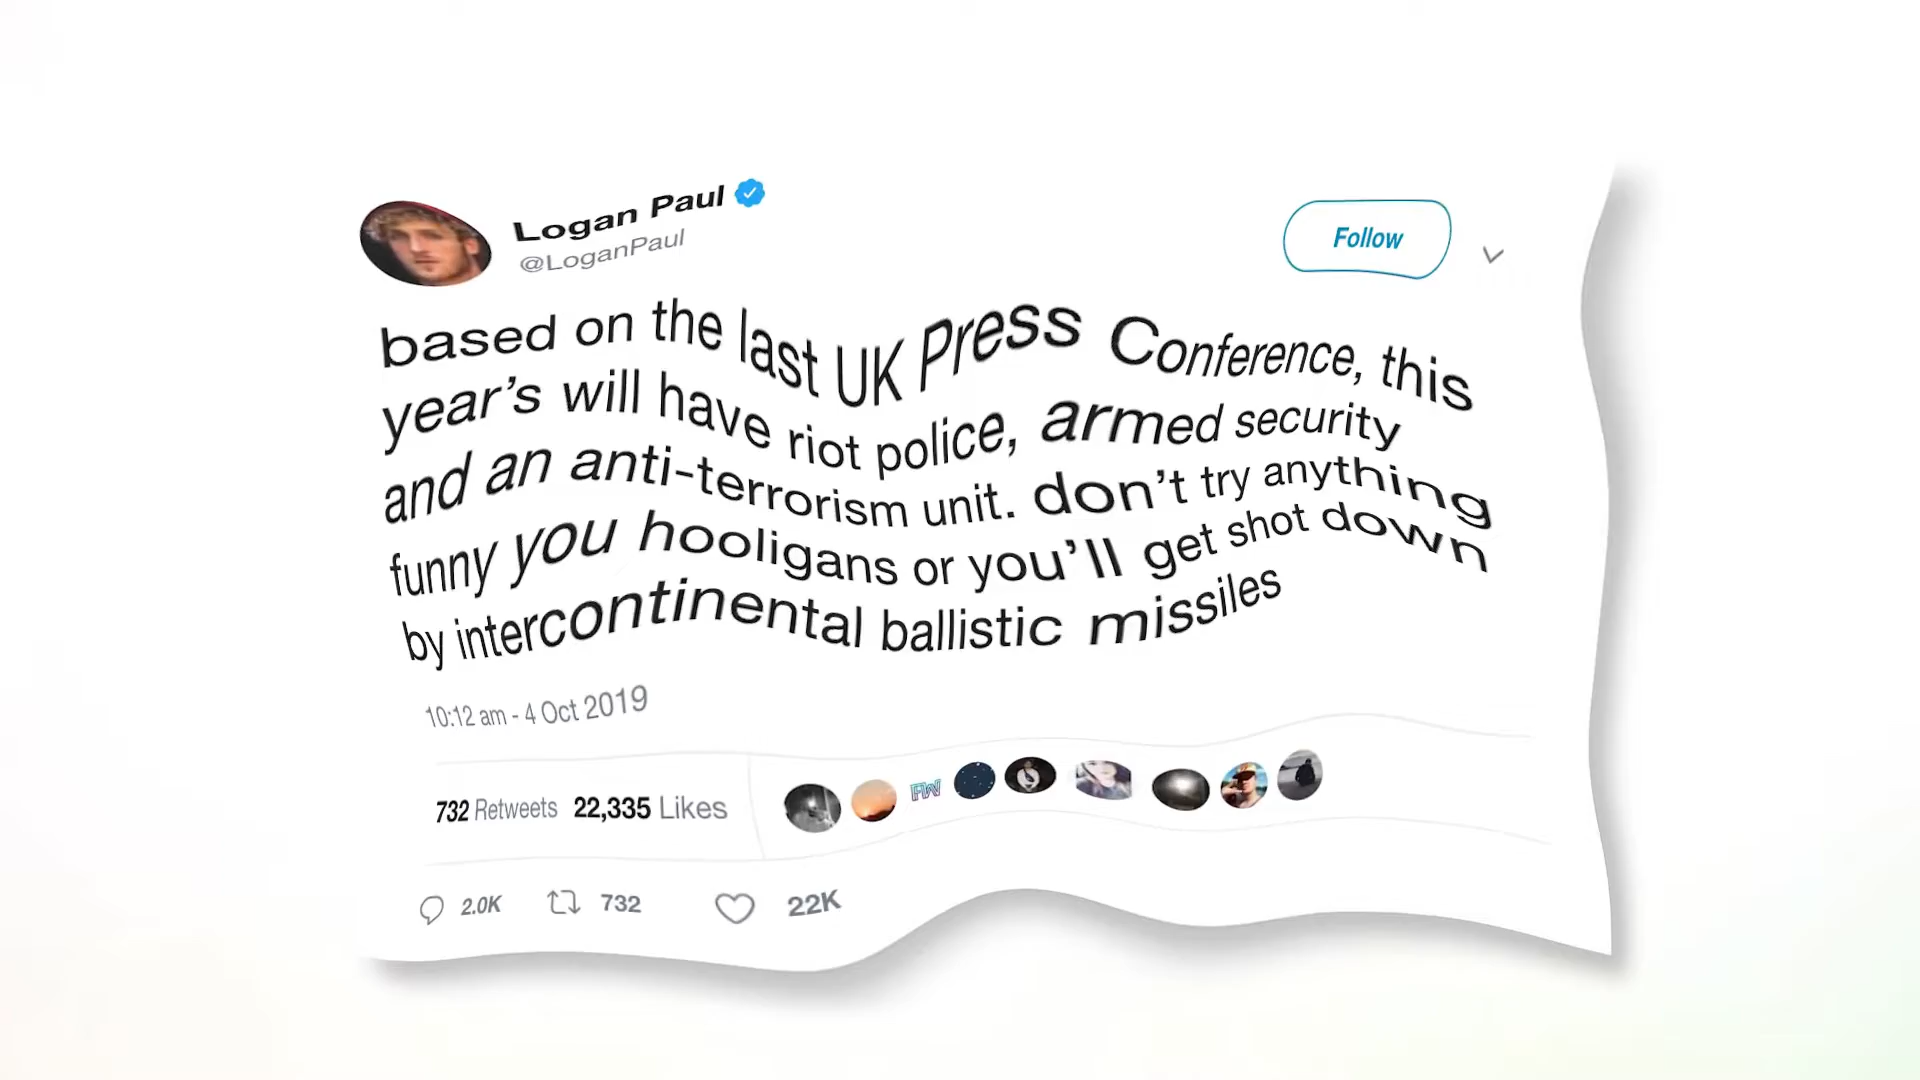 Logan Paul
@LoganPaul
Follow
based on the last UK Press Conference, this
year's will have riot police, armed security
and an anti-terrorism unit. don't try anything
funny you hooligans or you'll get shot down
by intercontinental ballistic missiles
10:12 am - 4 Oct 2019
732 Retweets 22,335 Likes
FW
2.0K 732 22K